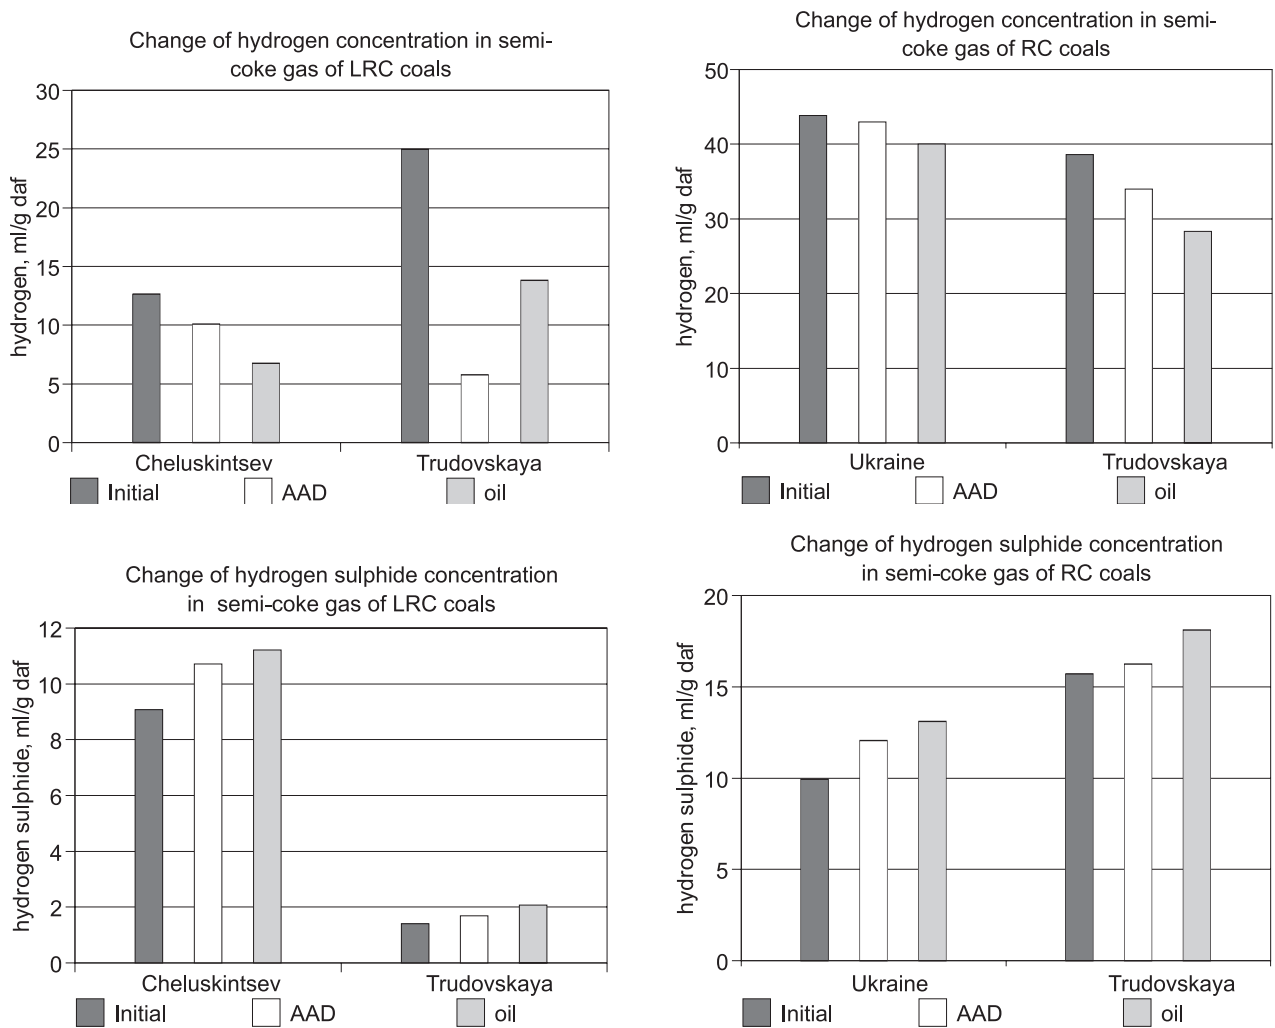 Change of hydrogen concentration in semi-
coke gas of LRC coals
hydrogen, ml/g daf
30
25
20
15
10
5
0
Cheluskintsev Trudovskaya
Initial AAD oil
Change of hydrogen concentration in semi-
coke gas of RC coals
hydrogen, ml/g daf
50
40
30
20
10
0
Ukraine Trudovskaya
Initial AAD oil
Change of hydrogen sulphide concentration
in semi-coke gas of LRC coals
hydrogen sulphide, ml/g daf
12
10
8
6
4
2
0
Cheluskintsev Trudovskaya
Initial AAD oil
Change of hydrogen sulphide concentration
in semi-coke gas of RC coals
hydrogen sulphide, ml/g daf
20
15
10
5
0
Ukraine Trudovskaya
Initial AAD oil